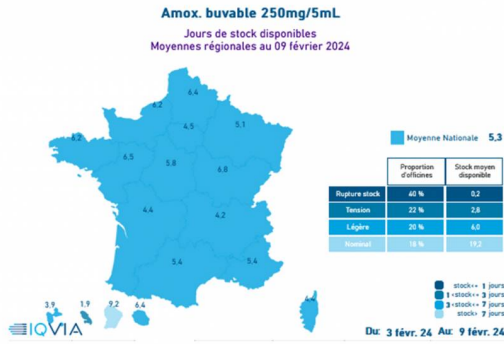 Amox. buvable 250mg/5mL
Jours de stock disponibles
Moyennes régionales au 09 février 2024
6,4
6,2
4,5
5,1
6,2
6,5
5.8
6,8
4,4
4,2
5.4
5.4
Moyenne Nationale 5,3
Proportion d'officines Stock moyen disponible
Rupture stock 40 % 0,2
Tension 22 % 2,8
Légère 20 % 6,0
Nominal 18 % 19,2
3,9
1,9
9,2
6,4
IQVIA
stock<= 1 jours
1 <stock<= 3 jours
3 <stock<= 7 jours
stock> 7 jours
Du: 3 févr. 24 Au: 9 févr. 24